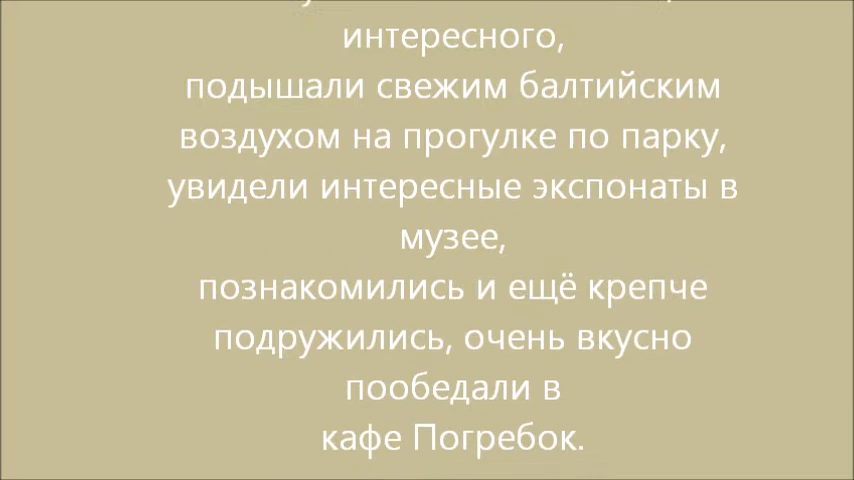 интересного,
подышали свежим балтийским
воздухом на прогулке по парку,
увидели интересные экспонаты в
музее,
познакомились и ещё крепче
подружились, очень вкусно
пообедали в
кафе Погребок.